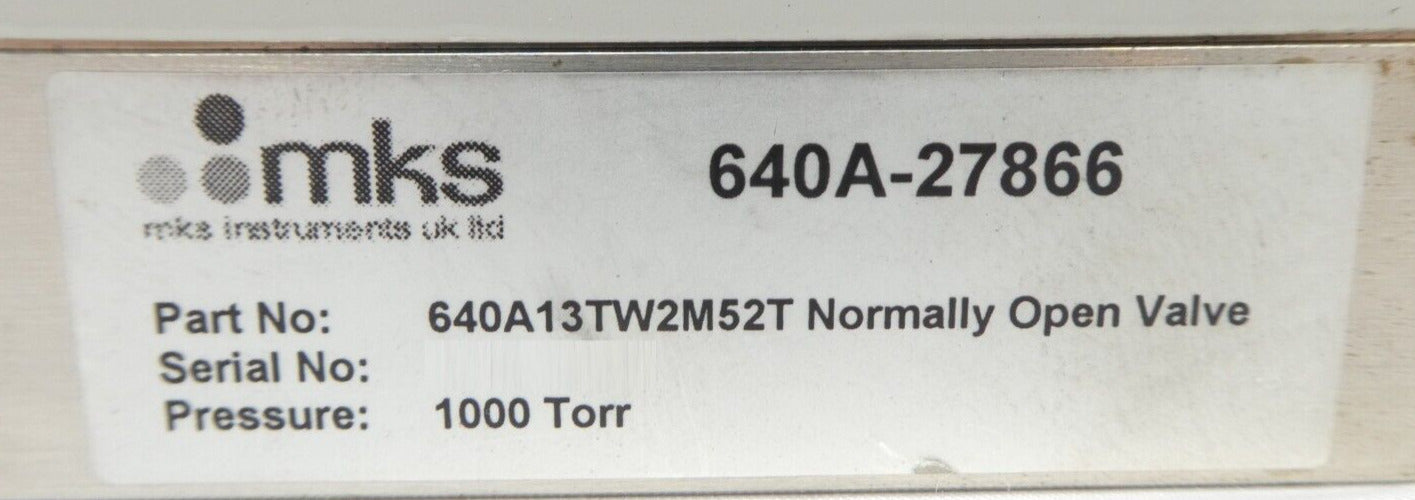 mks
640A-27866
mks instruments uk ltd
Part No: 640A13TW2M52T Normally Open Valve
Serial No:
Pressure: 1000 Torr